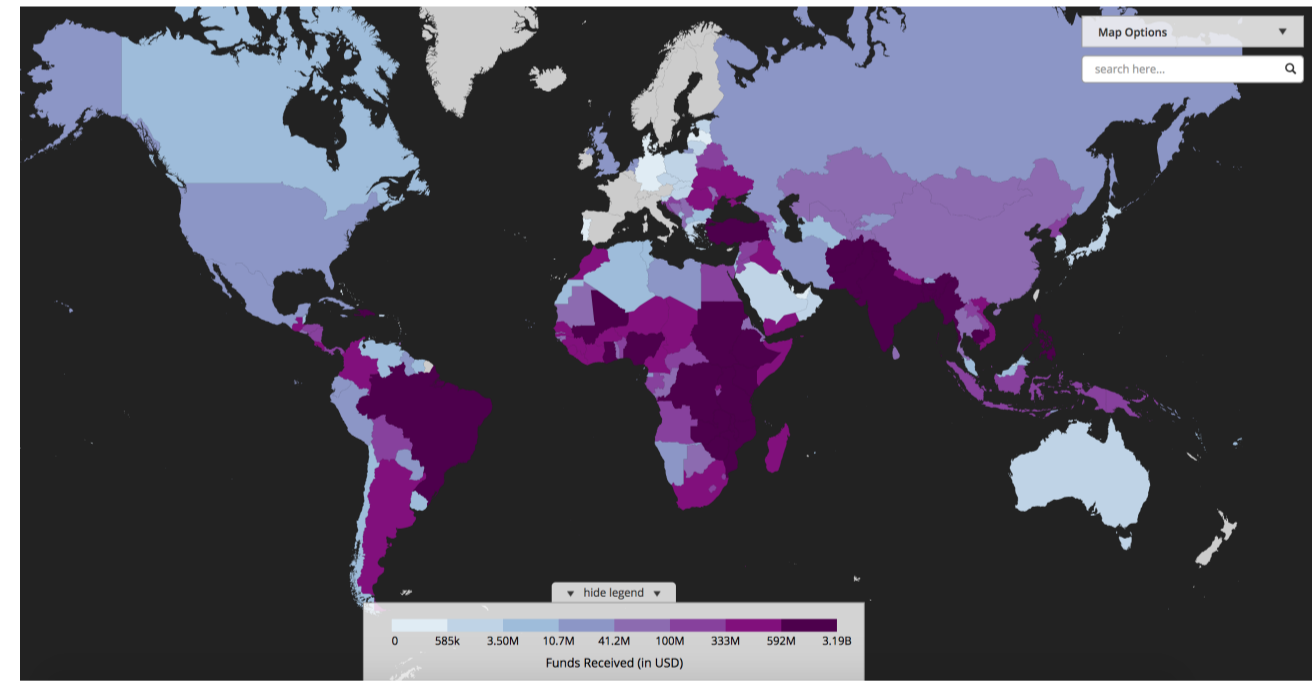 Map Options
search here...
hide legend
0 585k 3.50M 10.7M 41.2M 100M 333M 592M 3.19B
Funds Received (in USD)